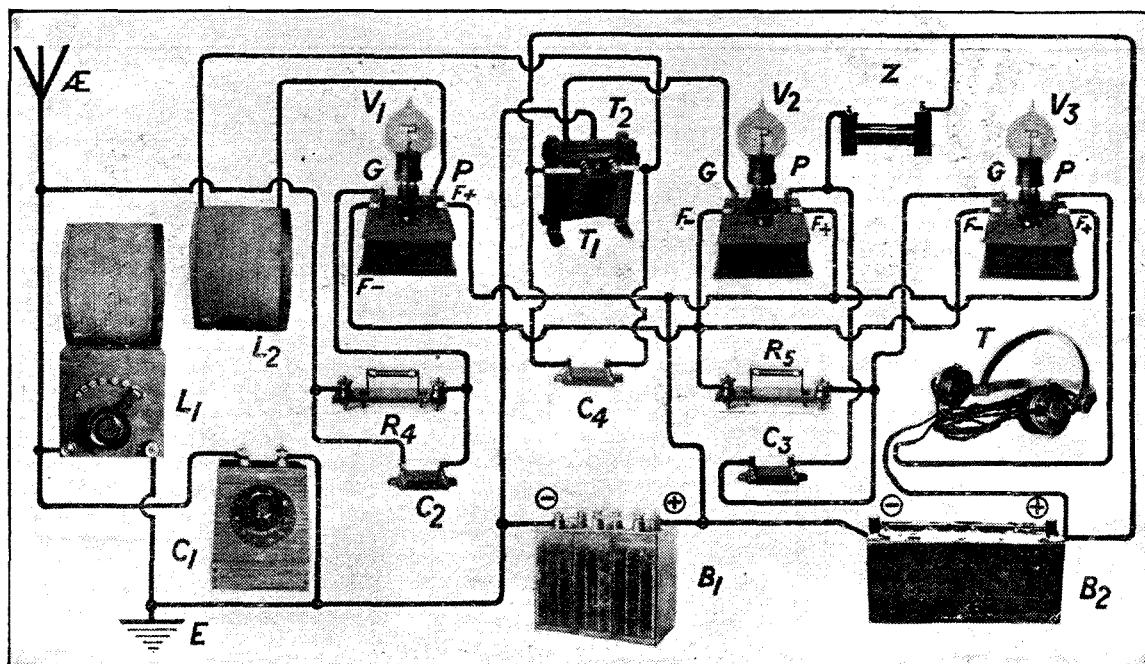 Æ
V1
T2
V2
Z
V3
G
P
G
P
G
P
F+
F-
F+
F-
F+
T1
F-
L2
T
L1
R4
C4
R5
C3
C2
C1
⊖
⊕
⊖
⊕
B1
B2
E